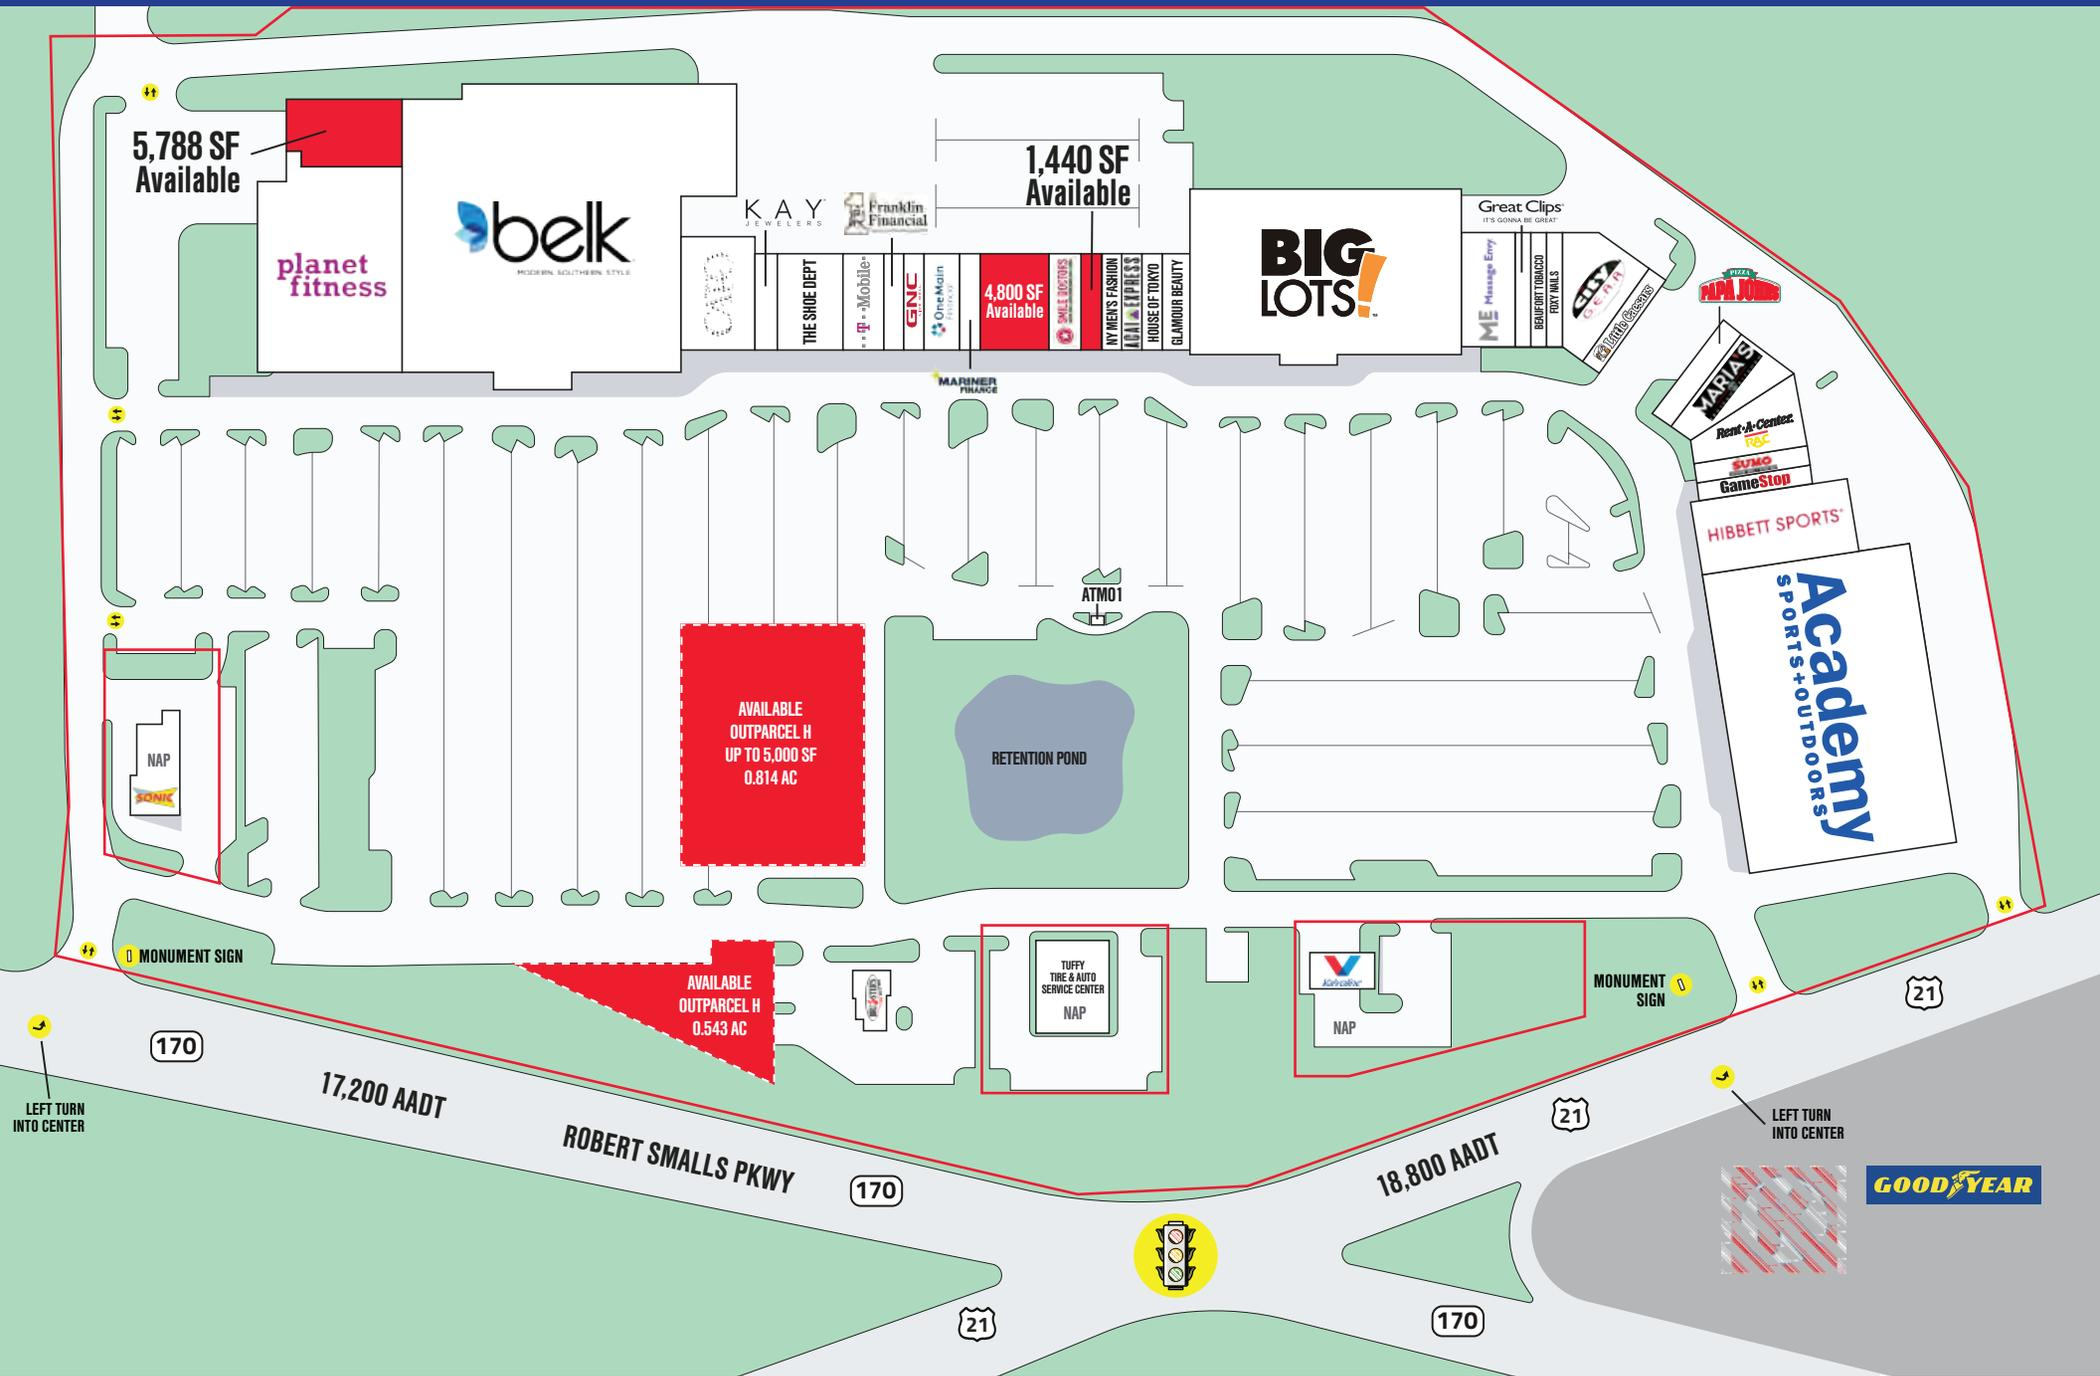 5,788 SF
Available
planet
fitness
belk
MODERN. SOUTHERN. STYLE.
CATO
KAY
JEWELERS
THE SHOE DEPT
T··Mobile·
Franklin
Financial
GNC
OneMain
Financial
MARINER
FINANCE
4,800 SF
Available
SMILE DOCTORS
1,440 SF
Available
NY MEN'S FASHION
ACAI EXPRESS
HOUSE OF TOKYO
GLAMOUR BEAUTY
BIG
LOTS!
Great Clips
IT'S GONNA BE GREAT
ME Massage Envy
BEAUFORT TOBACCO
FOXY NAILS
CITY
GEAR
Little Caesars
PIZZA
PAPA JOHNS
MARIA'S
Rent-A-Center
RAC
SUMO
GameStop
HIBBETT SPORTS
Academy
SPORTS+OUTDOORS
ATM01
AVAILABLE
OUTPARCEL H
UP TO 5,000 SF
0.814 AC
RETENTION POND
NAP
SONIC
MONUMENT SIGN
AVAILABLE
OUTPARCEL H
0.543 AC
TUFFY
TIRE & AUTO
SERVICE CENTER
NAP
Valvoline
NAP
MONUMENT
SIGN
21
170
LEFT TURN
INTO CENTER
17,200 AADT
ROBERT SMALLS PKWY
170
18,800 AADT
21
LEFT TURN
INTO CENTER
GOODYEAR
21
170